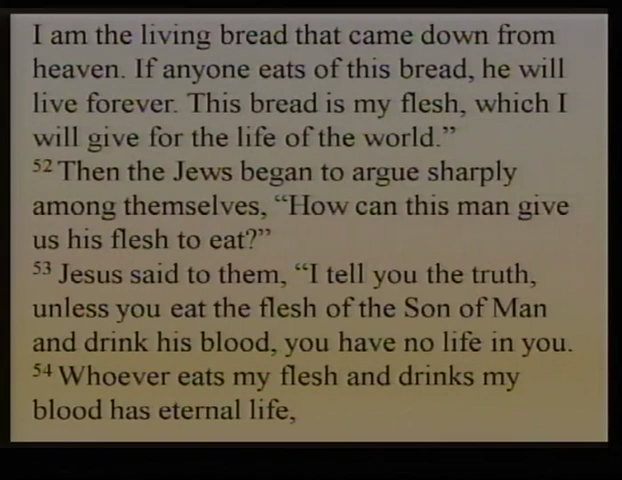 I am the living bread that came down from
heaven. If anyone eats of this bread, he will
live forever. This bread is my flesh, which I
will give for the life of the world.”
52 Then the Jews began to argue sharply
among themselves, “How can this man give
us his flesh to eat?”
53 Jesus said to them, “I tell you the truth,
unless you eat the flesh of the Son of Man
and drink his blood, you have no life in you.
54 Whoever eats my flesh and drinks my
blood has eternal life,